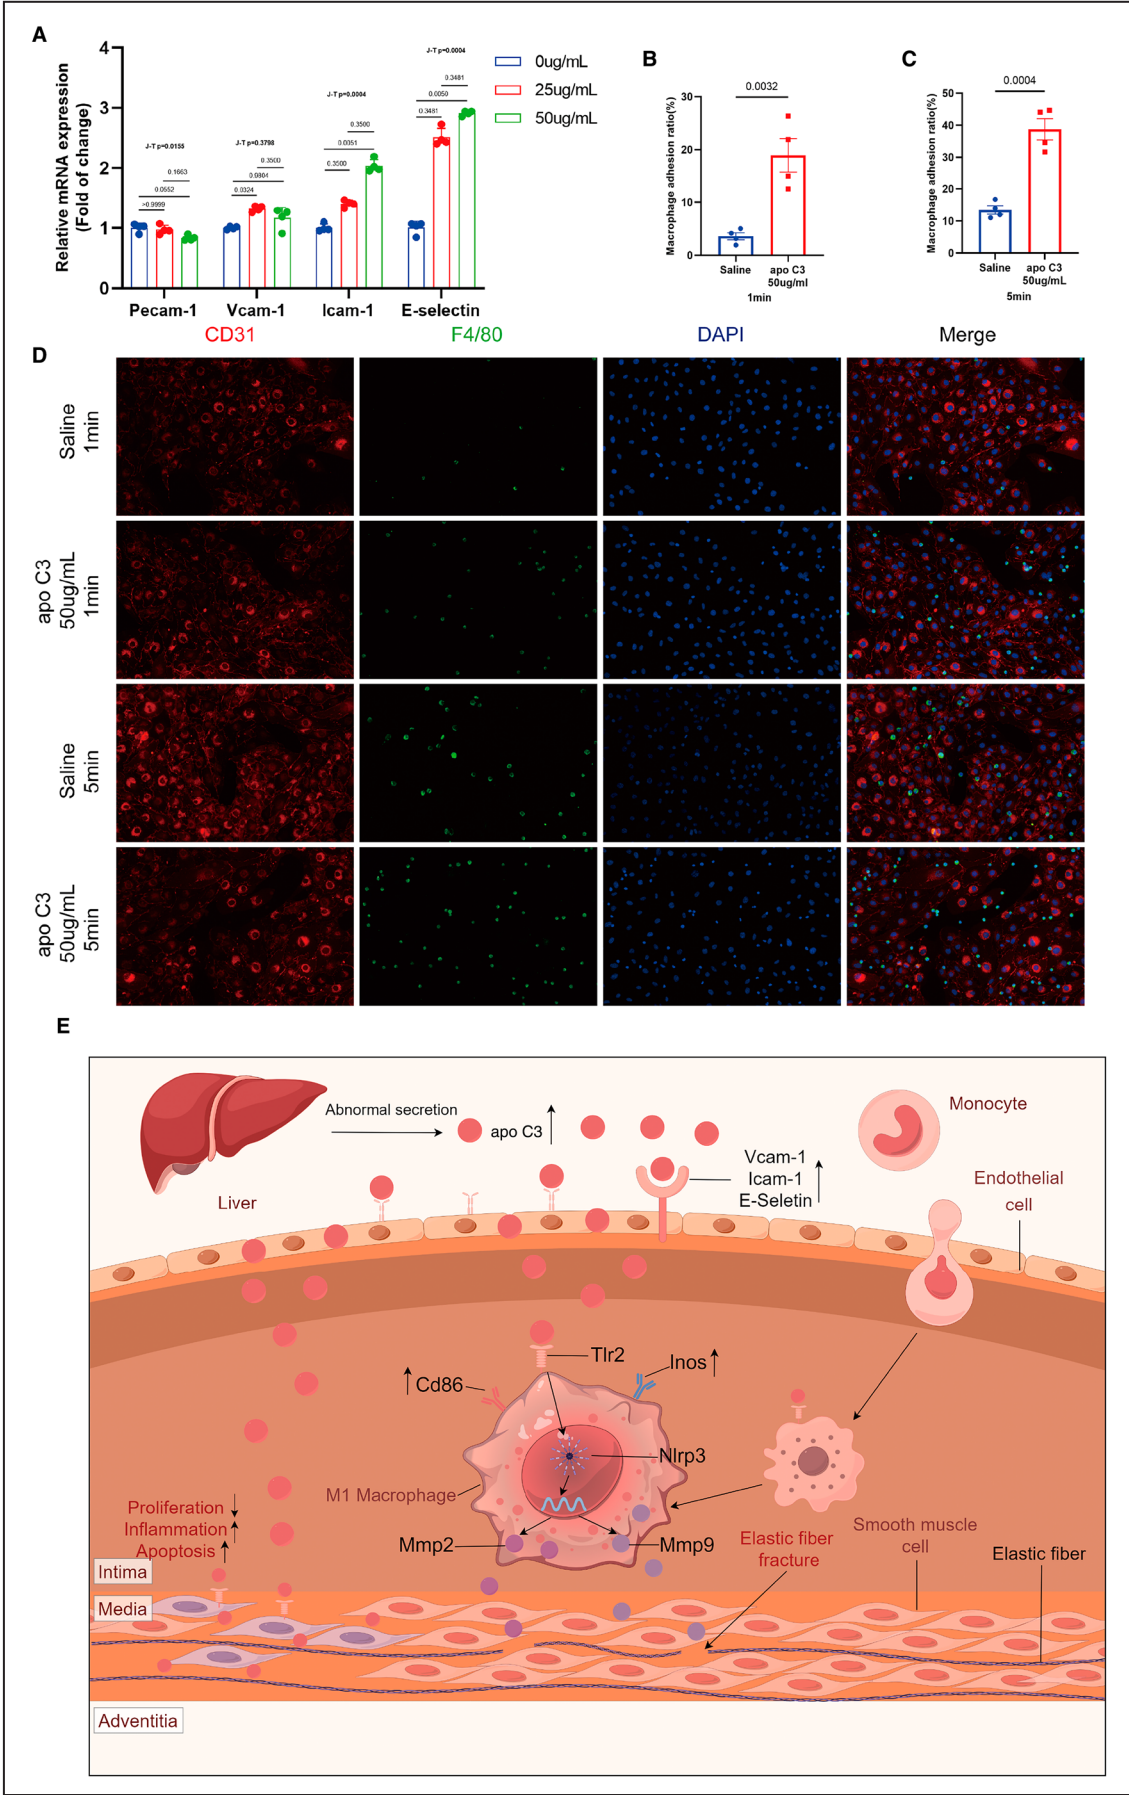 A
Relative mRNA expression
(Fold of change)
4
3
2
1
0
J-T p=0.0155
0.1663
0.0552
>0.9999
J-T p=0.3798
0.3500
0.9804
0.0324
J-T p=0.0004
0.3500
0.0051
0.3500
J-T p=0.0004
0.3481
0.0050
0.3481
Pecam-1
Vcam-1
Icam-1
E-selectin
0ug/mL
25ug/mL
50ug/mL
B
Macrophage adhesion ratio(%)
30
20
10
0
0.0032
Saline
apo C3
50ug/ml
1min
C
Macrophage adhesion ratio(%)
50
40
30
20
10
0
0.0004
Saline
apo C3
50ug/mL
5min
D
CD31
F4/80
DAPI
Merge
Saline
1min
apo C3
50ug/mL
1min
Saline
5min
apo C3
50ug/mL
5min
E
Abnormal secretion
apo C3
Liver
Vcam-1
Icam-1
E-Seletin
Monocyte
Endothelial
cell
Tlr2
Cd86
Inos
Nlrp3
M1 Macrophage
Mmp2
Mmp9
Proliferation
Inflammation
Apoptosis
Elastic fiber
fracture
Smooth muscle
cell
Elastic fiber
Intima
Media
Adventitia